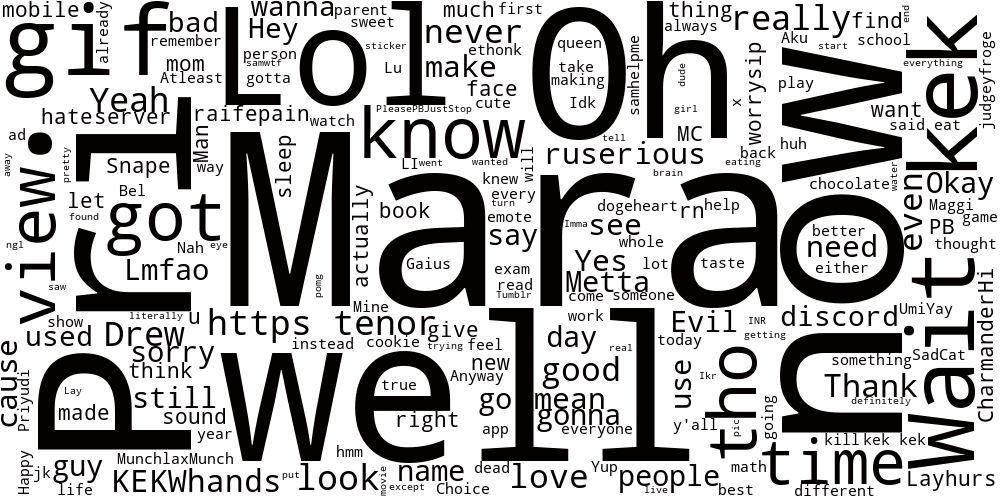 mobile
gif
already
bad
remember
mom
Atleast
Yeah
hateserver
raifepain
Lol
wanna
parent
Hey
sweet
person
samwtf
gotta
sticker
Lu
much
first
never
ethonk
make
face
cute
PleasePBJustStop
watch
Oh
queen
take
making
Idk
samhelpme
thing
always
dude
girl
really
find
end
Aku
start
school
everything
kek
judgeyfroge
x
worrysip
play
Wow
want
said
eat
MC
back
huh
tell
know
ruserious
eating
brain
LI
went
wanted
will
ad
view.
away
pretty
Man
way
Snape
Bel
let
found
got
Nah
eye
Lmfao
ngl
saw
url
sleep
Mara
actually
book
Gaius
pomg
Mine
knew
every
turn
emote
say
exam
read
Tumblr
Imma
dogeheart
rn
help
see
whole
Yes
lot
Metta
come
someone
taste
chocolate
water
better
need
either
even
Okay
Maggi
PB
game
thought
wait
CharmanderHi
UmiYay
SadCat
show
literally
u
used
Drew
https tenor
give
instead
cookie
trying
feel
work
day
real
today
Evil
INR
getting
discord
something
Thank
definitely
cause
Priyudi
sorry
think
still
sound
year
P
Lay
made
well
true
right
hmm
new
Anyway
good
go
mean
gonna
app
everyone
use
Ikr
y'all
tho
pic
going
n
kill
kek kek
time
Layhurs
different
math
best
Happy
jk
guy
life
MunchlaxMunch
KEKWhands
put
look
movie
except
name
Choice
dead
love
Yup
people
live